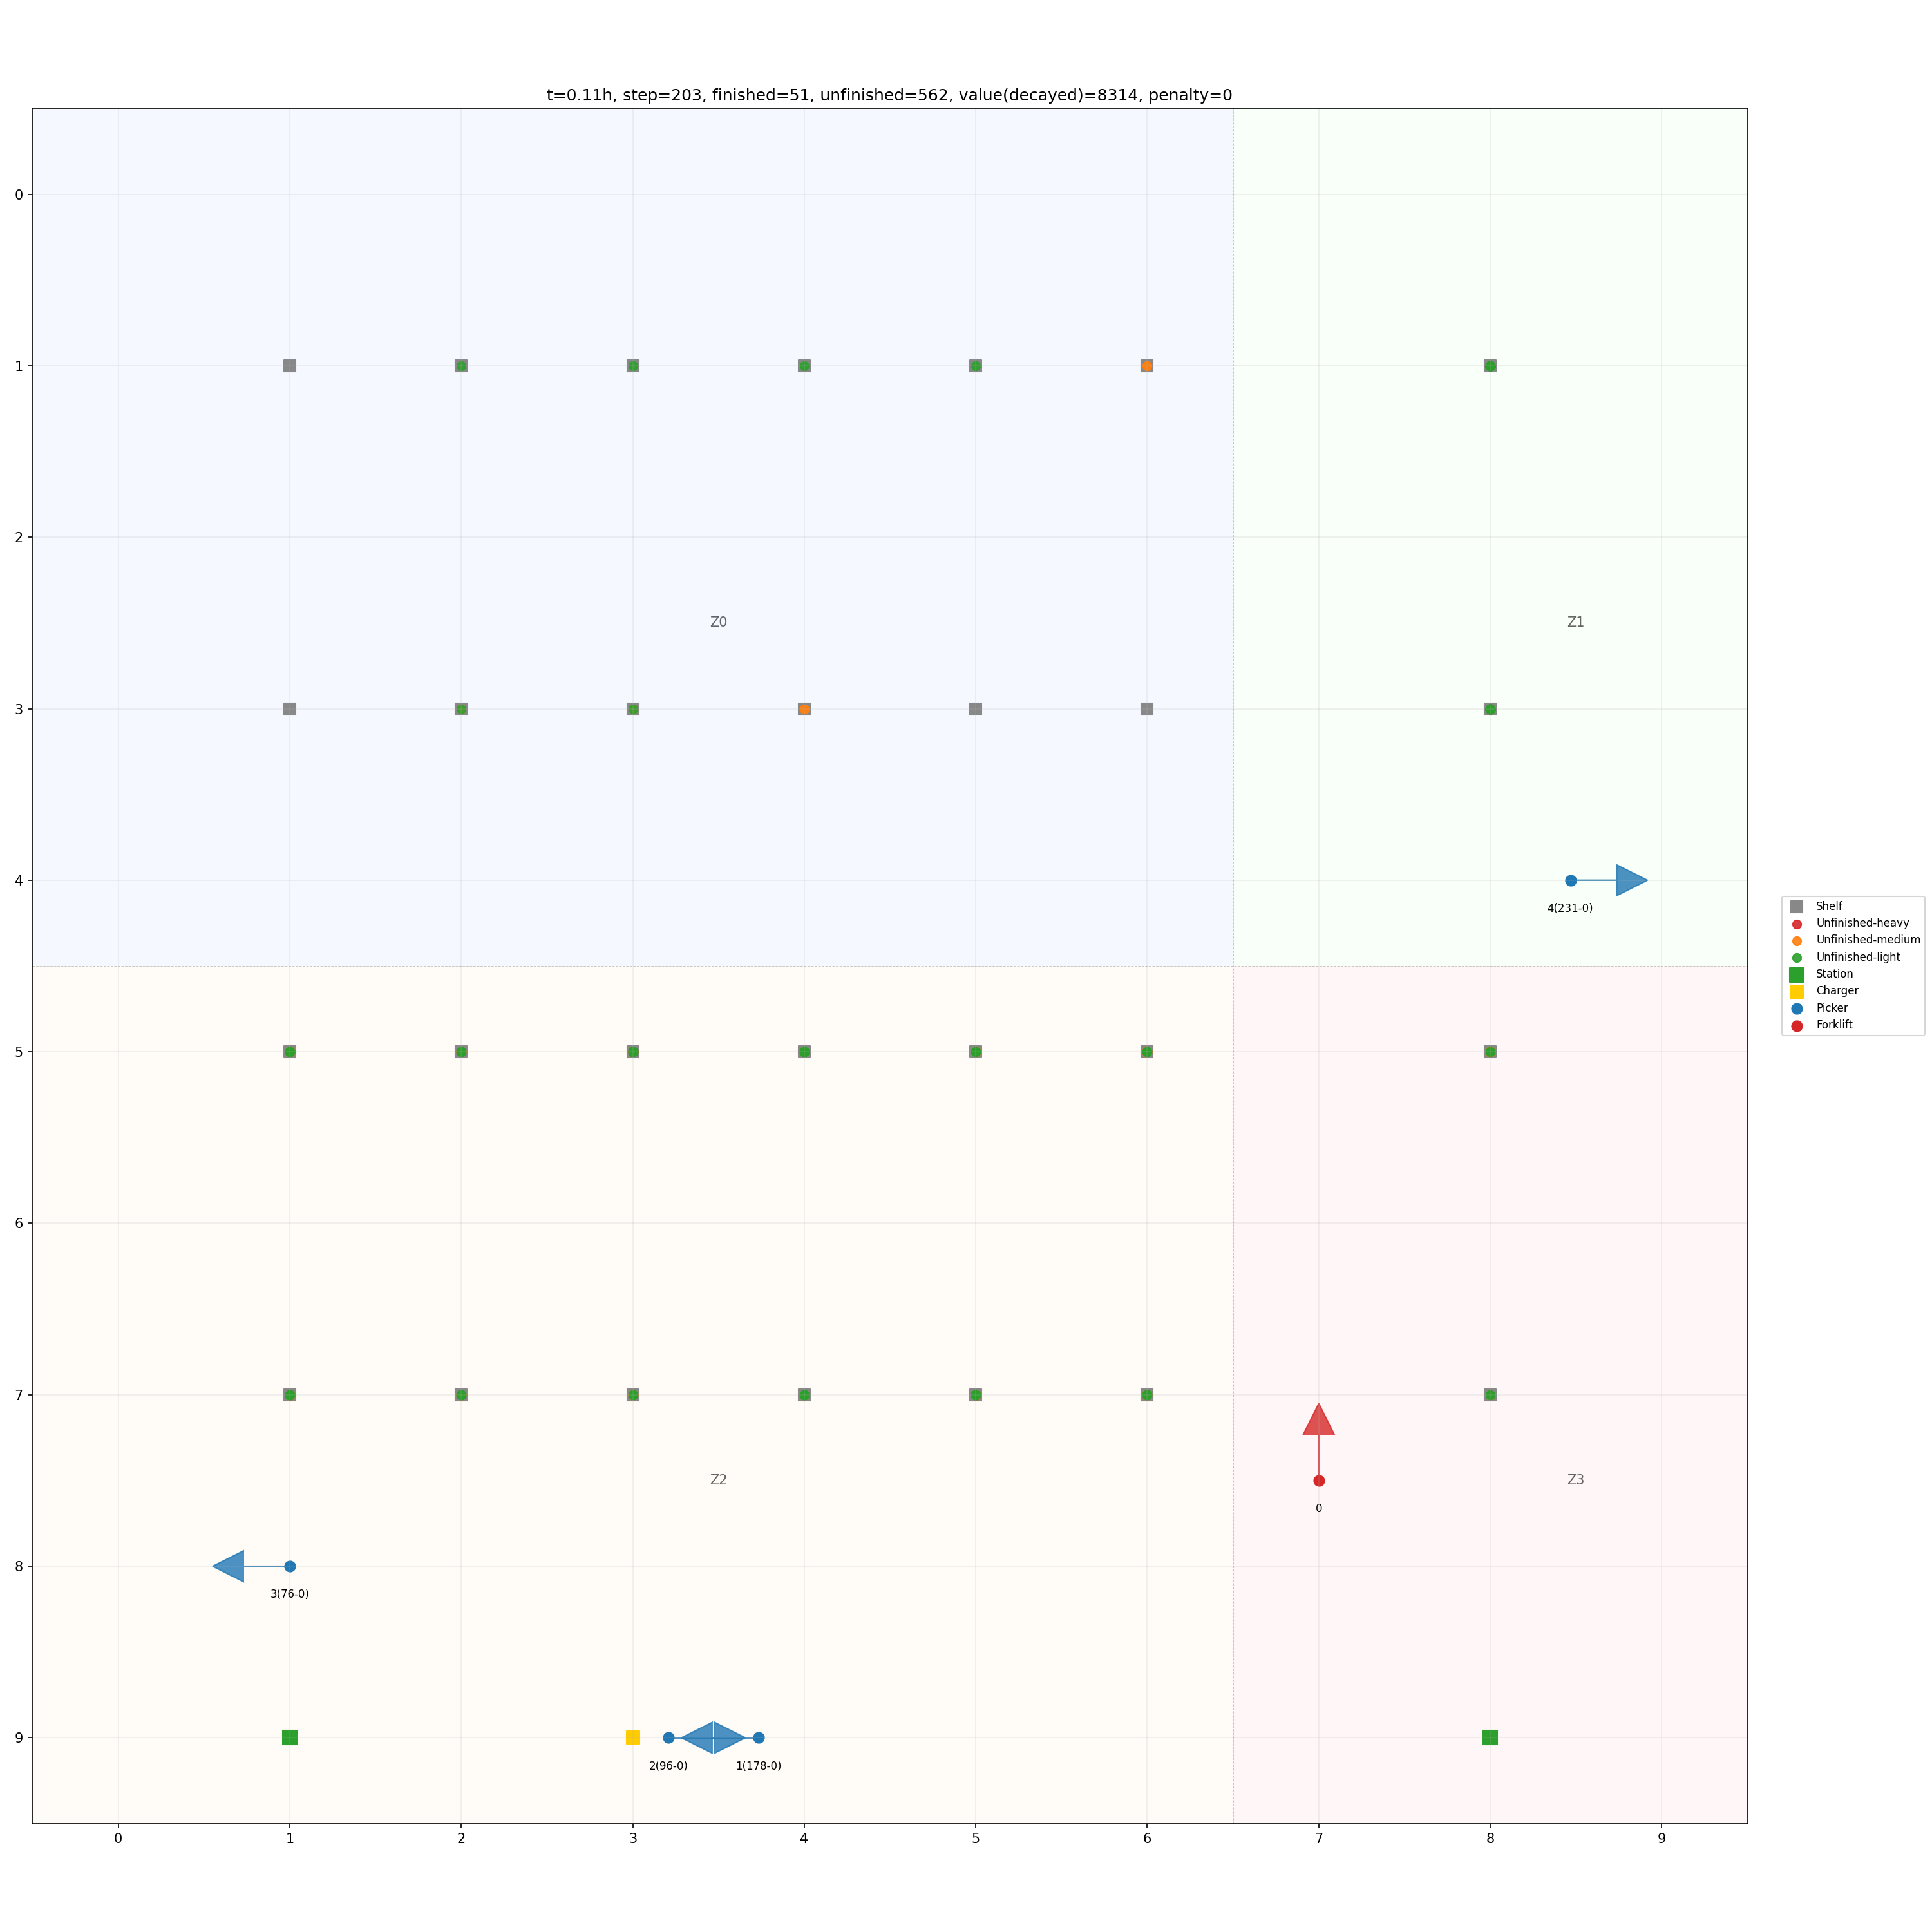 t=0.11h, step=203, finished=51, unfinished=562, value(decayed)=8314, penalty=0
0
1
2
Z0
Z1
3
4
4(231-0)
Shelf
Unfinished-heavy
Unfinished-medium
Unfinished-light
Station
Charger
Picker
Forklift
5
6
7
Z2
Z3
0
8
3(76-0)
9
2(96-0)
1(178-0)
0 1 2 3 4 5 6 7 8 9